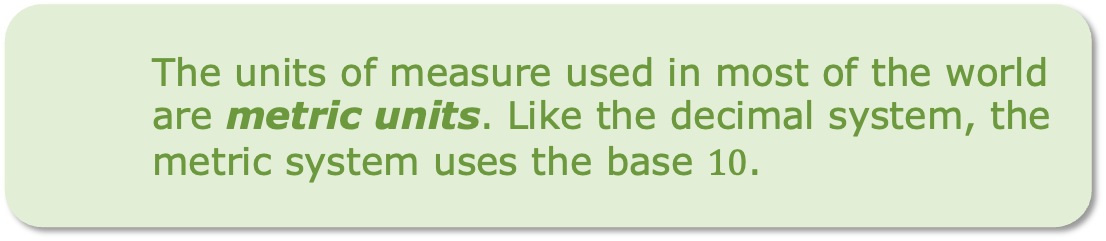 The units of measure used in most of the world
are metric units. Like the decimal system, the
metric system uses the base 10.